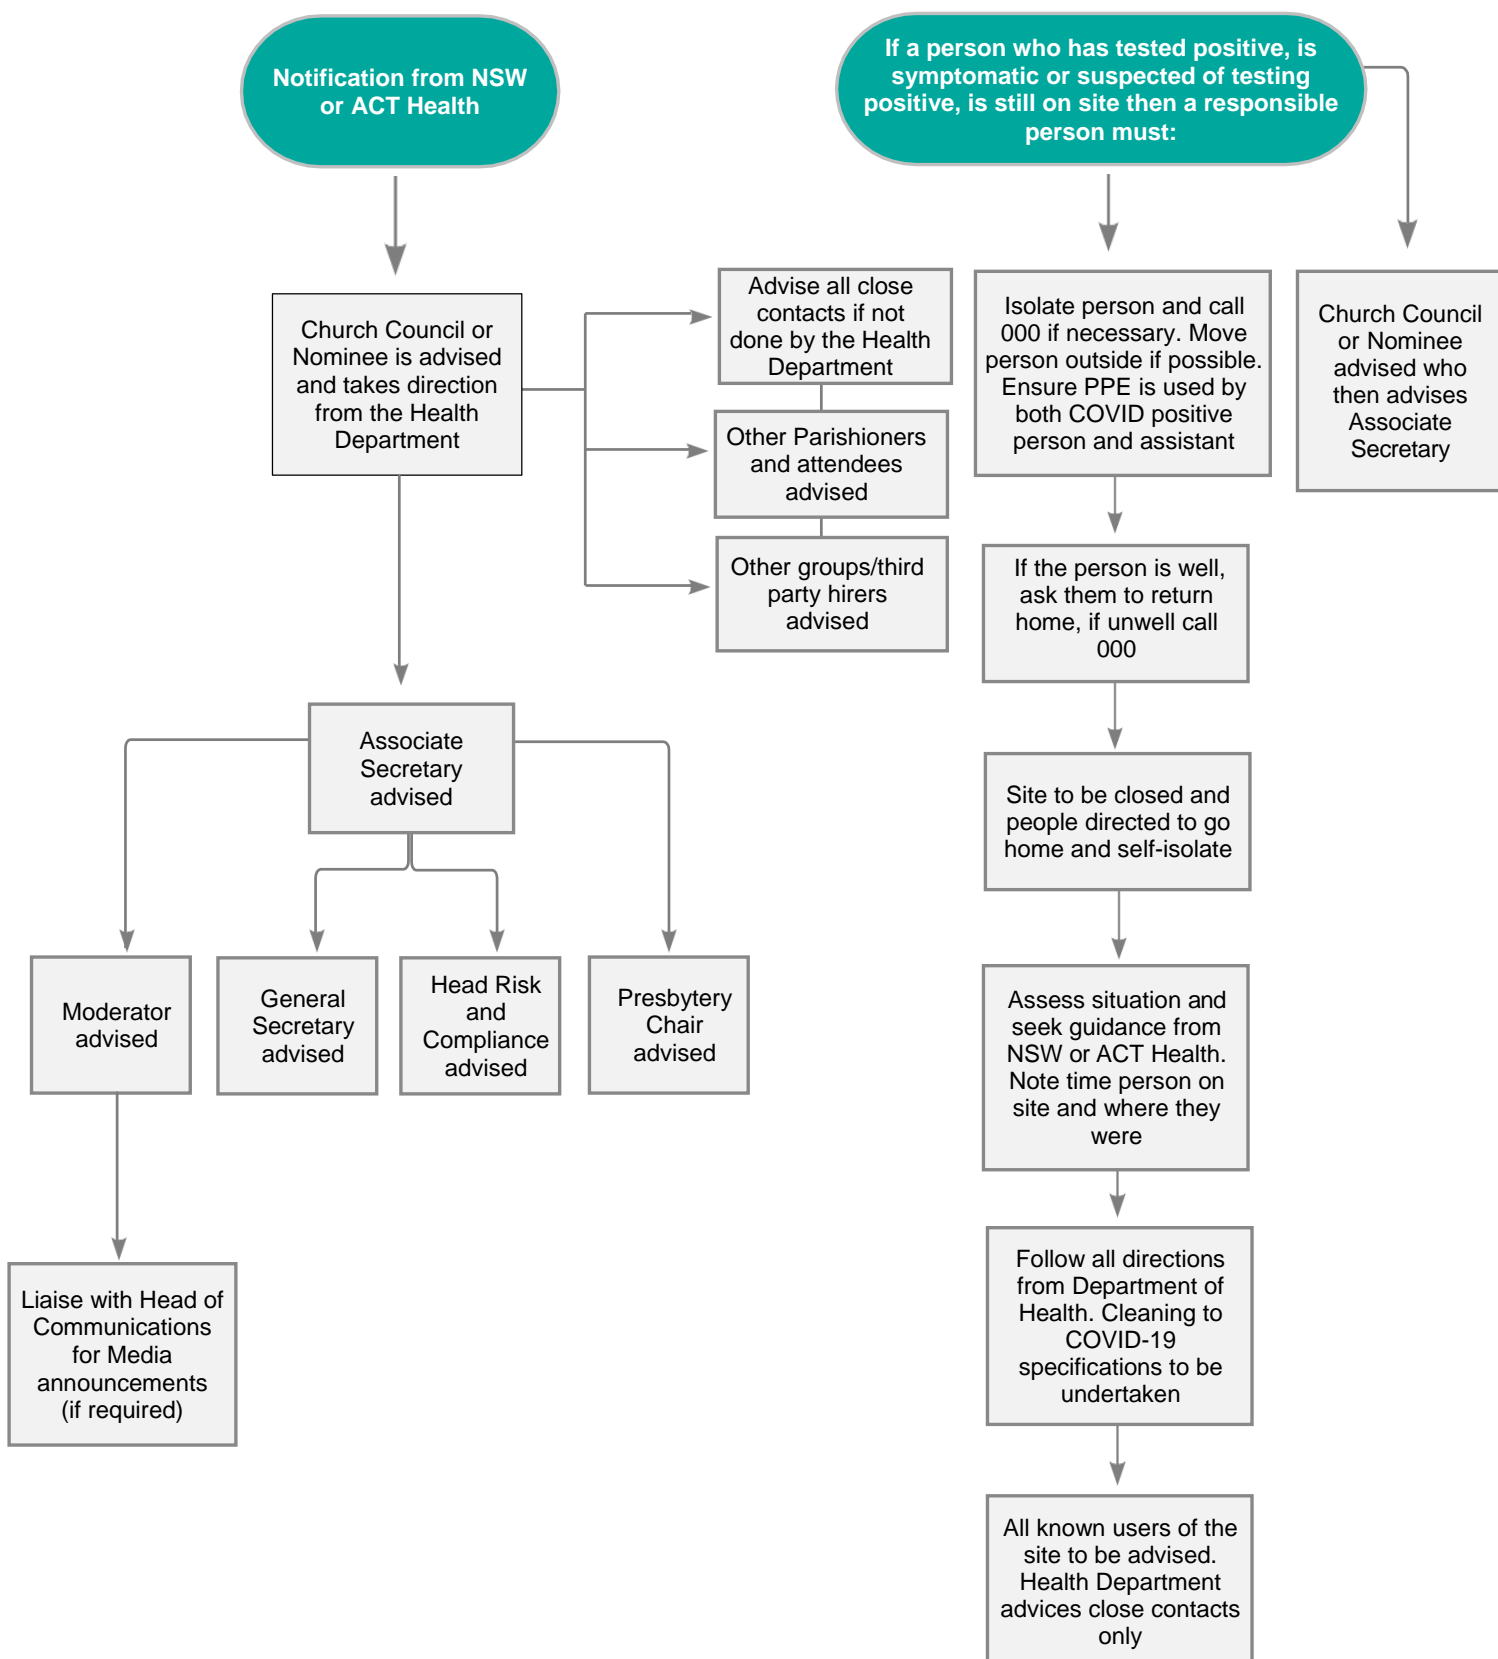 Notification from NSW
or ACT Health
If a person who has tested positive, is
symptomatic or suspected of testing
positive, is still on site then a responsible
person must:
Church Council or
Nominee is advised
and takes direction
from the Health
Department
Advise all close
contacts if not
done by the Health
Department
Other Parishioners
and attendees
advised
Other groups/third
party hirers
advised
Associate
Secretary
advised
Moderator
advised
General
Secretary
advised
Head Risk
and
Compliance
advised
Presbytery
Chair
advised
Liaise with Head of
Communications
for Media
announcements
(if required)
Isolate person and call
000 if necessary. Move
person outside if possible.
Ensure PPE is used by
both COVID positive
person and assistant
Church Council
or Nominee
advised who
then advises
Associate
Secretary
If the person is well,
ask them to return
home, if unwell call
000
Site to be closed and
people directed to go
home and self-isolate
Assess situation and
seek guidance from
NSW or ACT Health.
Note time person on
site and where they
were
Follow all directions
from Department of
Health. Cleaning to
COVID-19
specifications to be
undertaken
All known users of the
site to be advised.
Health Department
advices close contacts
only